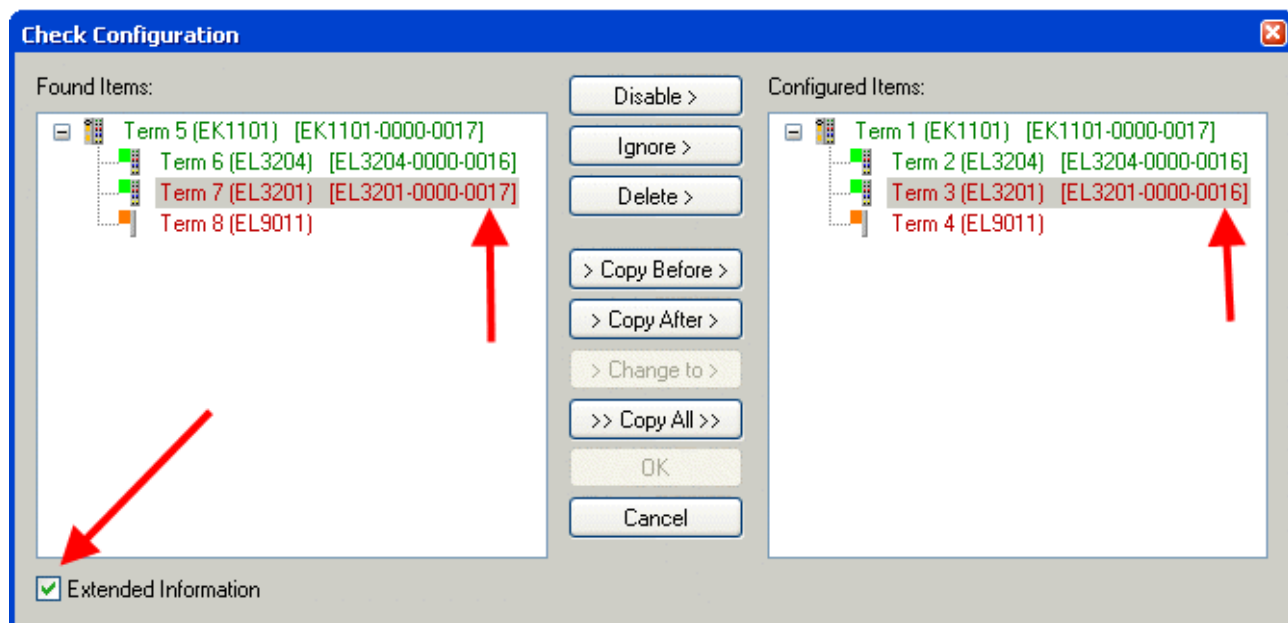 Check Configuration
Found Items:
Term 5 (EK1101) [EK1101-0000-0017]
Term 6 (EL3204) [EL3204-0000-0016]
Term 7 (EL3201) [EL3201-0000-0017]
Term 8 (EL9011)
Disable >
Ignore >
Delete >
> Copy Before >
> Copy After >
> Change to >
>> Copy All >>
OK
Cancel
Configured Items:
Term 1 (EK1101) [EK1101-0000-0017]
Term 2 (EL3204) [EL3204-0000-0016]
Term 3 (EL3201) [EL3201-0000-0016]
Term 4 (EL9011)
Extended Information